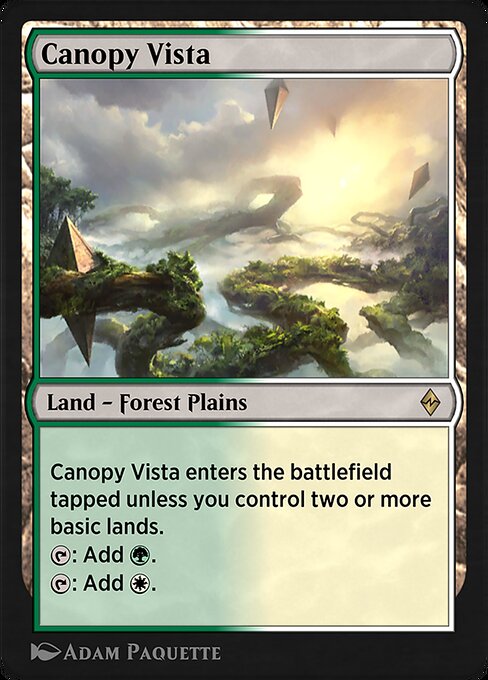 Canopy Vista
Land – Forest Plains
Canopy Vista enters the battlefield
tapped unless you control two or more
basic lands.
: Add .
: Add .
Adam Paquette